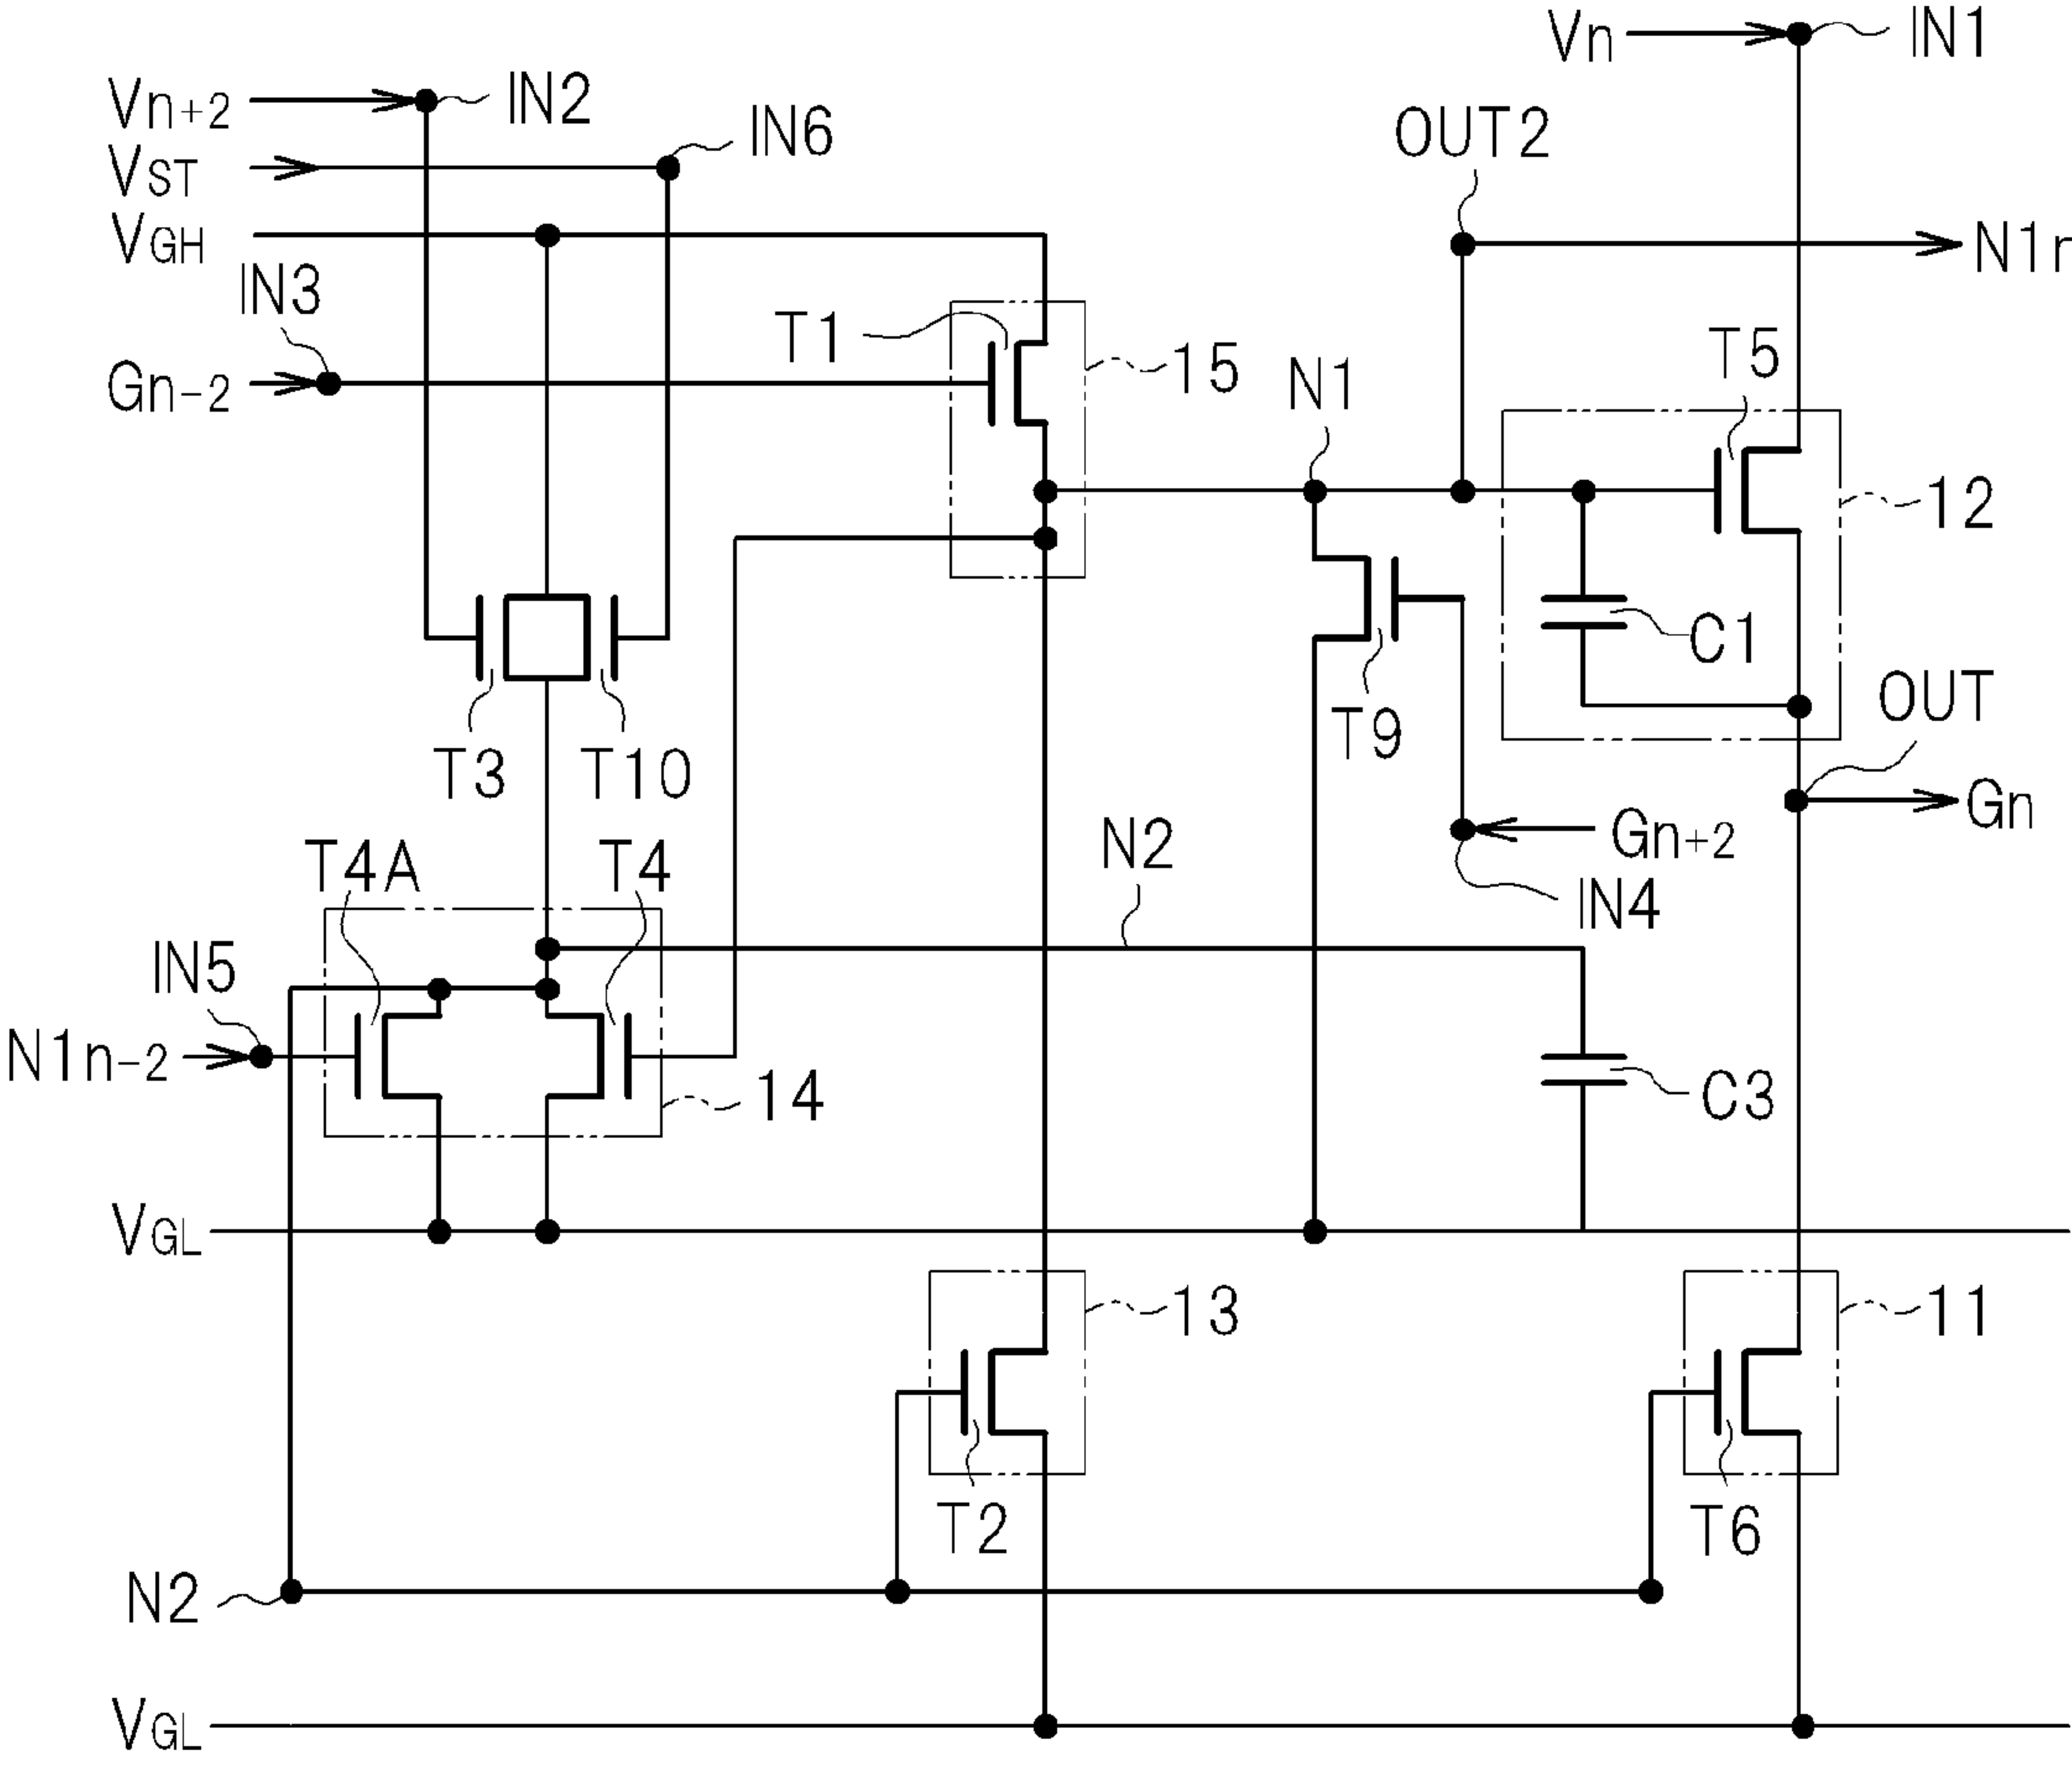 Vn
IN1
Vn+2
IN2
IN6
OUT2
VST
VGH
N1n
IN3
T1
15
N1
T5
Gn-2
12
C1
OUT
T3
T10
T9
Gn
T4A
T4
N2
Gn+2
IN4
IN5
N1n-2
14
C3
VGL
13
11
T2
T6
N2
VGL